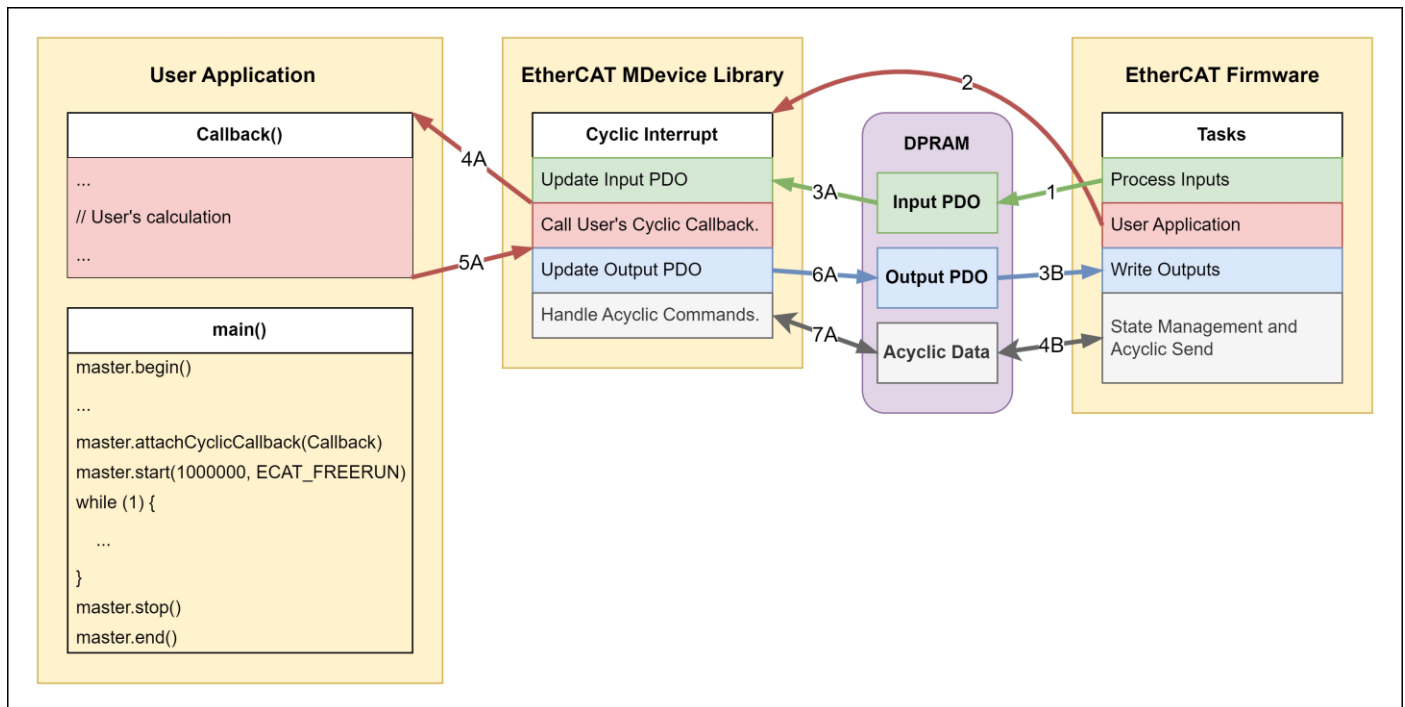 User Application
Callback()
...
// User's calculation
...
main()
master.begin()
...
master.attachCyclicCallback(Callback)
master.start(1000000, ECAT_FREERUN)
while (1) {
...
}
master.stop()
master.end()
4A
5A
EtherCAT MDevice Library
Cyclic Interrupt
Update Input PDO
Call User's Cyclic Callback.
Update Output PDO
Handle Acyclic Commands.
2
3A
6A
7A
DPRAM
Input PDO
Output PDO
Acyclic Data
1
3B
4B
EtherCAT Firmware
Tasks
Process Inputs
User Application
Write Outputs
State Management and
Acyclic Send